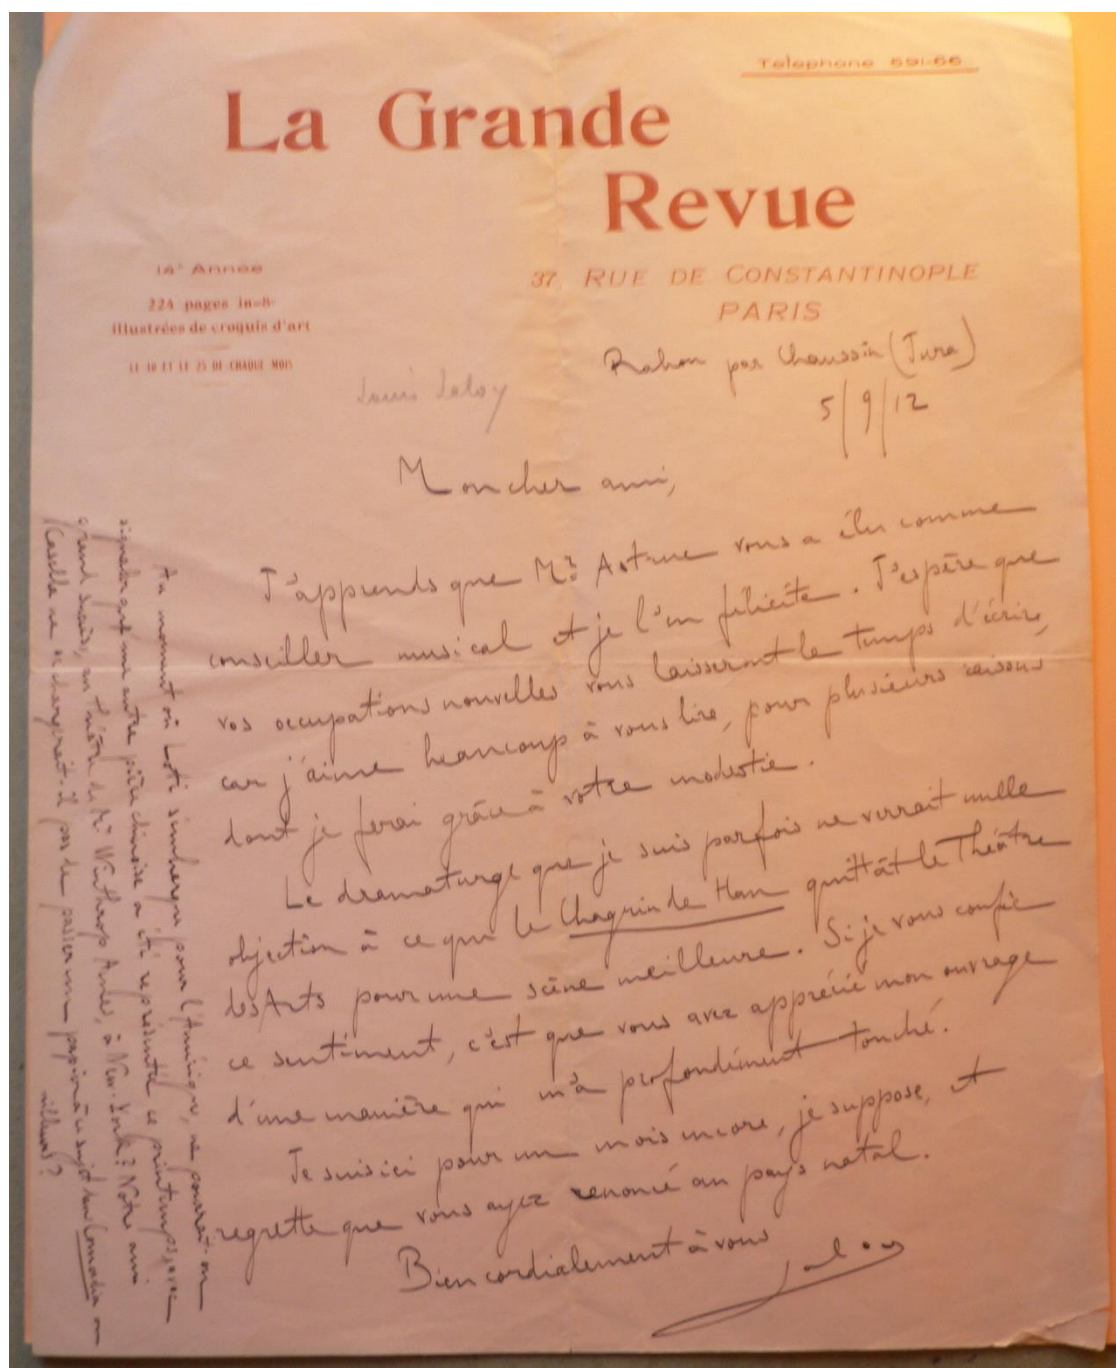 Téléphone 591-66
La Grande
Revue
14e Année
224 pages in-8°
illustrées de croquis d'art
LE 10 ET LE 25 DE CHAQUE MOIS
37, RUE DE CONSTANTINOPLE
PARIS
Rahon par Chaussin (Jura)
5/9/12
Louis Laloy
Mon cher ami,
J'apprends que Mr Astruc vous a élu comme
conseiller musical et je l'en félicite. J'espère que
vos occupations nouvelles vous laisseront le temps d'écrire,
car j'aime beaucoup à vous lire, pour plusieurs raisons
dont je ferai grâce à votre modestie.
Le dramaturge que je suis parfois ne verrait nulle
objection à ce que le Chagrin de Han quittât le Théâtre
des Arts pour une scène meilleure. Si je vous confie
ce sentiment, c'est que vous avez apprécié mon ouvrage
d'une manière qui m'a profondément touché.
Je suis ici pour un mois encore, je suppose, et
regrette que vous ayez renoncé au pays natal.
Bien cordialement à vous
Laloy
Au moment où Loti s'embarque pour l'Amérique, ne pourrait-on
signaler qu'une autre pièce chinoise a été représentée ce printemps, avec
grand succès, au théâtre de Mr Winthrop Ames, à New-York? Notre ami
Casella ne se chargerait-il pas de passer un papier à ce sujet dans Comœdia ou
ailleurs?